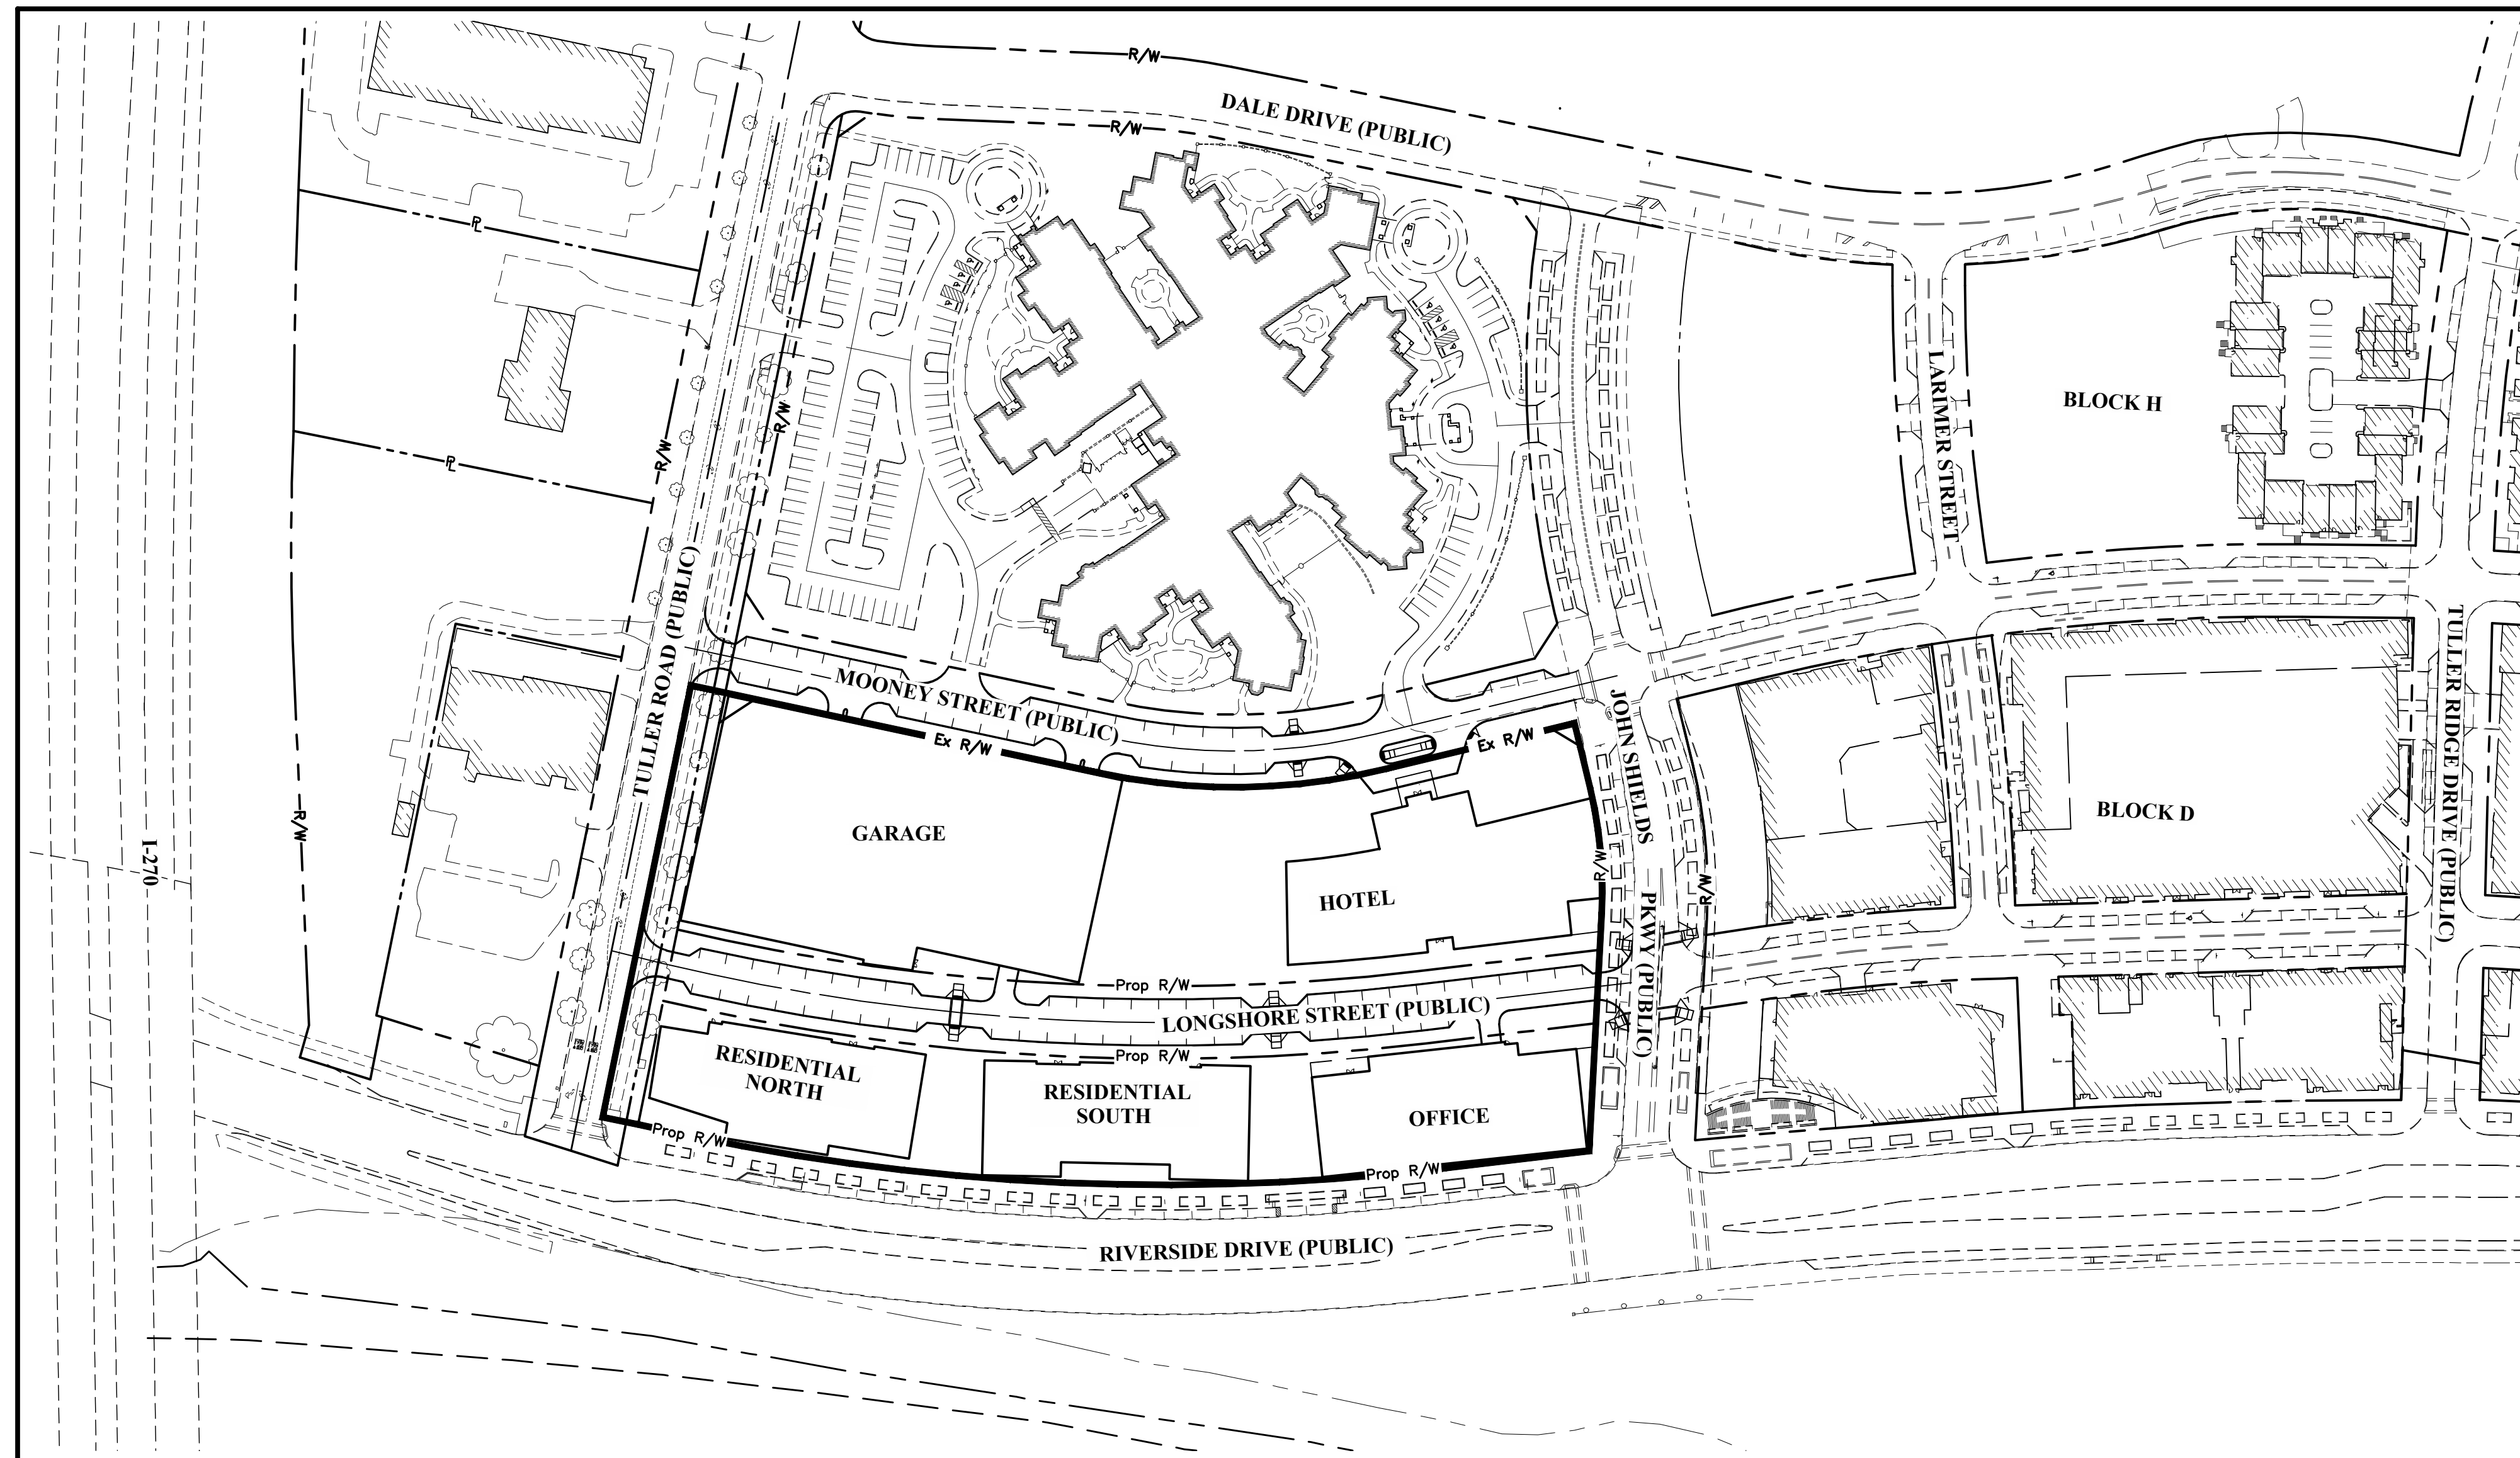 R/W
DALE DRIVE (PUBLIC)
R/W
PL
PL
R/W
R/W
LARIMER STREET
BLOCK H
TULLER ROAD (PUBLIC)
MOONEY STREET (PUBLIC)
Ex R/W
Ex R/W
JOHN SHIELDS
PKWY (PUBLIC)
TULLER RIDGE DRIVE (PUBLIC)
BLOCK D
R/W
I-270
GARAGE
HOTEL
R/W
R/W
Prop R/W
LONGSHORE STREET (PUBLIC)
Prop R/W
RESIDENTIAL
NORTH
RESIDENTIAL
SOUTH
OFFICE
Prop R/W
Prop R/W
RIVERSIDE DRIVE (PUBLIC)